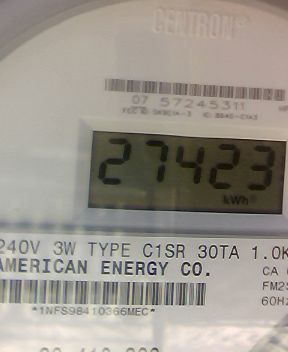 CENTRON®
07 57245311
27423
kWh
240V 3W TYPE C1SR 30TA 1.0K
AMERICAN ENERGY CO.
CA
FM2S
60Hz
*1NFS98410366MEC*